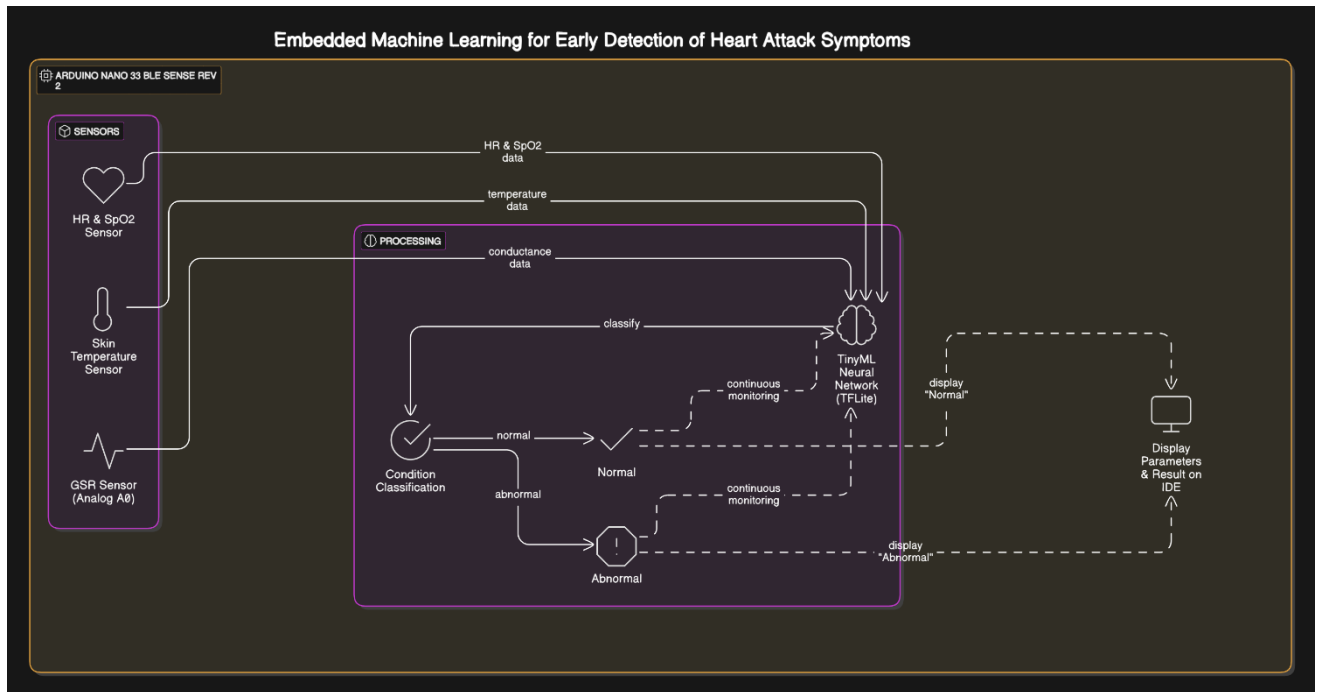 Embedded Machine Learning for Early Detection of Heart Attack Symptoms
ARDUINO NANO 33 BLE SENSE REV
2
SENSORS
HR & SpO2
Sensor
Skin
Temperature
Sensor
GSR Sensor
(Analog A0)
HR & SpO2
data
temperature
data
PROCESSING
conductance
data
classify
TinyML
Neural
Network
(TFLite)
continuous
monitoring
Condition
Classification
normal
Normal
abnormal
continuous
monitoring
Abnormal
display
"Normal"
display
"Abnormal"
Display
Parameters
& Result on
IDE